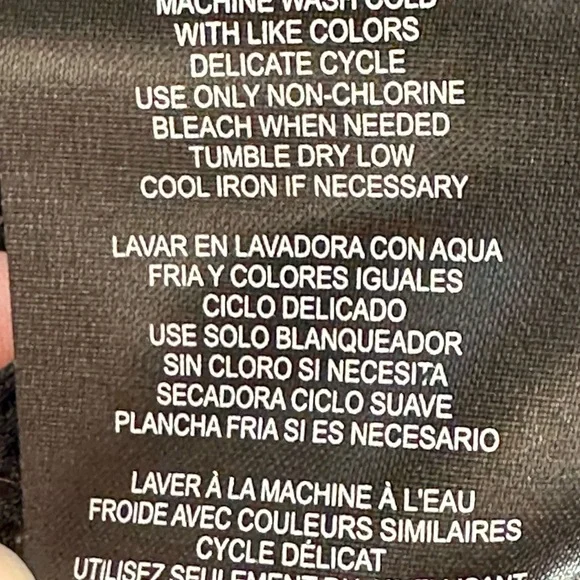 MACHINE WASH COLD
WITH LIKE COLORS
DELICATE CYCLE
USE ONLY NON-CHLORINE
BLEACH WHEN NEEDED
TUMBLE DRY LOW
COOL IRON IF NECESSARY
LAVAR EN LAVADORA CON AQUA
FRIA Y COLORES IGUALES
CICLO DELICADO
USE SOLO BLANQUEADOR
SIN CLORO SI NECESITA
SECADORA CICLO SUAVE
PLANCHA FRIA SI ES NECESARIO
LAVER À LA MACHINE À L'EAU
FROIDE AVEC COULEURS SIMILAIRES
CYCLE DÉLICAT
UTILISEZ SEULEMENT